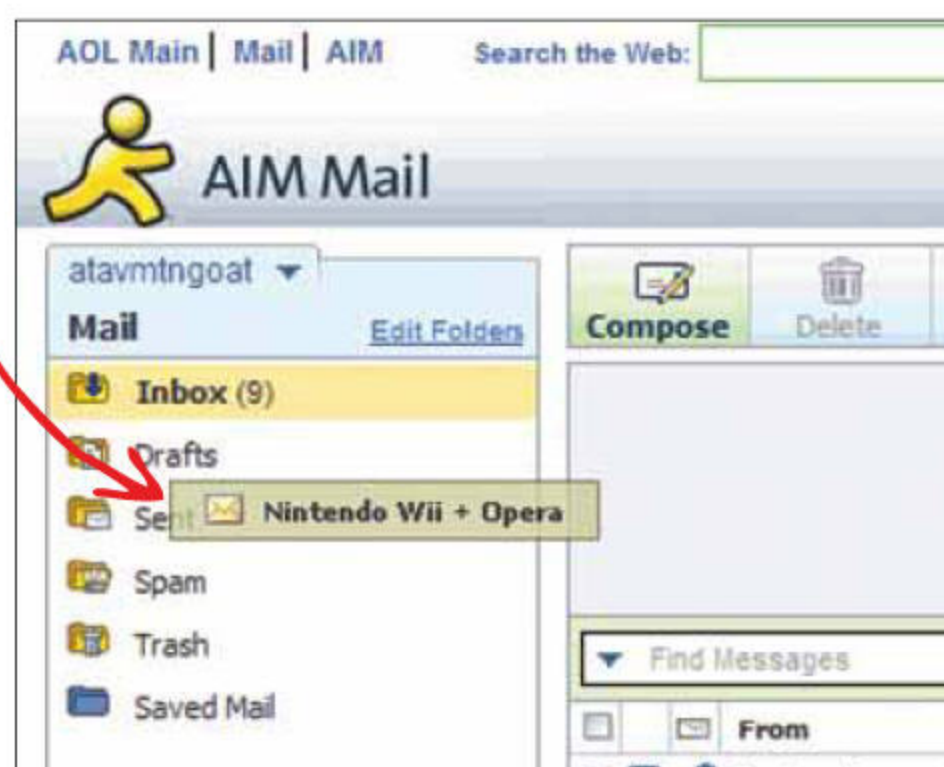 AOL Main | Mail | AIM Search the Web:
AIM Mail
atavmtngoat
Mail Edit Folders
Compose Delete
Inbox (9)
Drafts
Sent
Nintendo Wii + Opera
Spam
Trash
Saved Mail
Find Messages
From